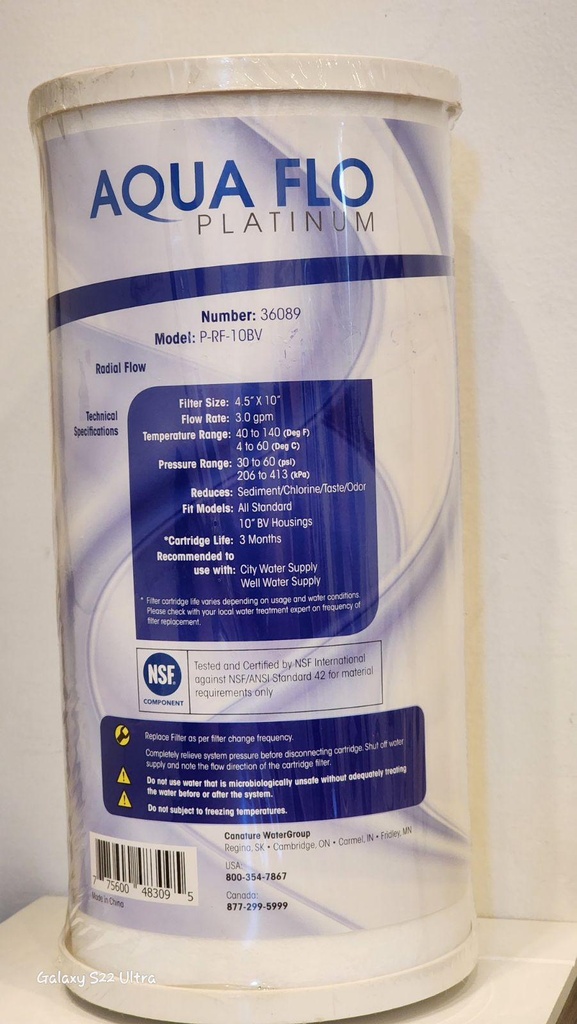 AQUA FLO
PLATINUM
Number: 36089
Model: P-RF-10BV
Radial Flow
Technical
Specifications
Filter Size: 4.5" X 10"
Flow Rate: 3.0 gpm
Temperature Range: 40 to 140 (Deg F)
4 to 60 (Deg C)
Pressure Range: 30 to 60 (psi)
206 to 413 (kPa)
Reduces: Sediment/Chlorine/Taste/Odor
Fit Models: All Standard
10" BV Housings
*Cartridge Life: 3 Months
Recommended to
use with: City Water Supply
Well Water Supply
* Filter cartridge life varies depending on usage and water conditions.
Please check with your local water treatment expert on frequency of
filter replacement.
NSF.
COMPONENT
Tested and Certified by NSF International
against NSF/ANSI Standard 42 for material
requirements only
Replace Filter as per filter change frequency.
Completely relieve system pressure before disconnecting cartridge. Shut off water
supply and note the flow direction of the cartridge filter.
Do not use water that is microbiologically unsafe without adequately treating
the water before or after the system.
Do not subject to freezing temperatures.
Canature WaterGroup
Regina, SK • Cambridge, ON • Carmel, IN • Fridley, MN
USA:
800-354-7867
Canada:
877-299-5999
7 75600 48309 5
Made in China
Galaxy S22 Ultra